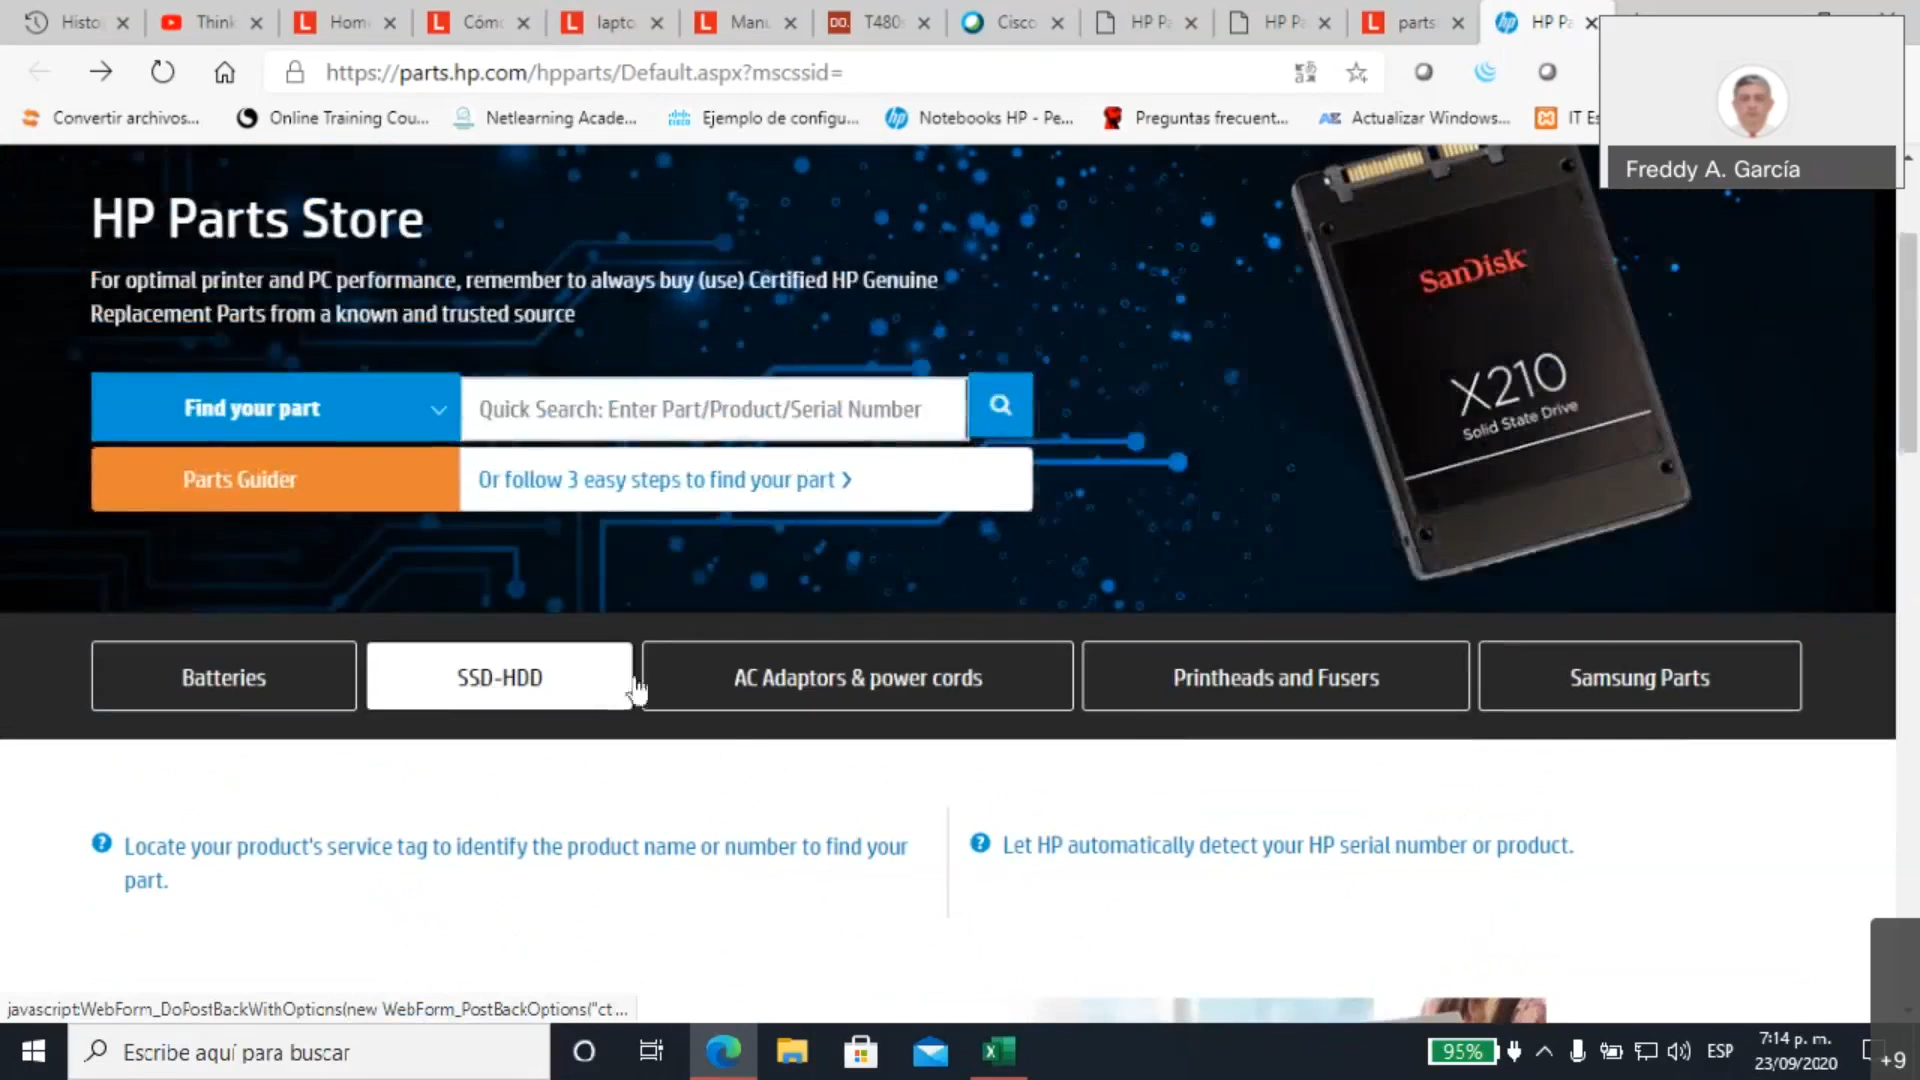 Histo
Think
Hom
Cómo
lapto
Manu
DO.
T480s
Cisco
HP Pa
HP Pa
parts
HP Pa
https://parts.hp.com/hpparts/Default.aspx?mscssid=
Convertir archivos...
Online Training Cou...
Netlearning Acade...
Ejemplo de configu...
Notebooks HP - Pe...
Preguntas frecuent...
Actualizar Windows...
IT Es
Freddy A. García
HP Parts Store
For optimal printer and PC performance, remember to always buy (use) Certified HP Genuine
Replacement Parts from a known and trusted source
Find your part
Quick Search: Enter Part/Product/Serial Number
Parts Guider
Or follow 3 easy steps to find your part
SanDisk
X210
Solid State Drive
Batteries
SSD-HDD
AC Adaptors & power cords
Printheads and Fusers
Samsung Parts
Locate your product's service tag to identify the product name or number to find your
part.
Let HP automatically detect your HP serial number or product.
javascript:WebForm_DoPostBackWithOptions(new WebForm_PostBackOptions("ct...
Escribe aquí para buscar
95%
ESP
7:14 p. m.
23/09/2020
+9